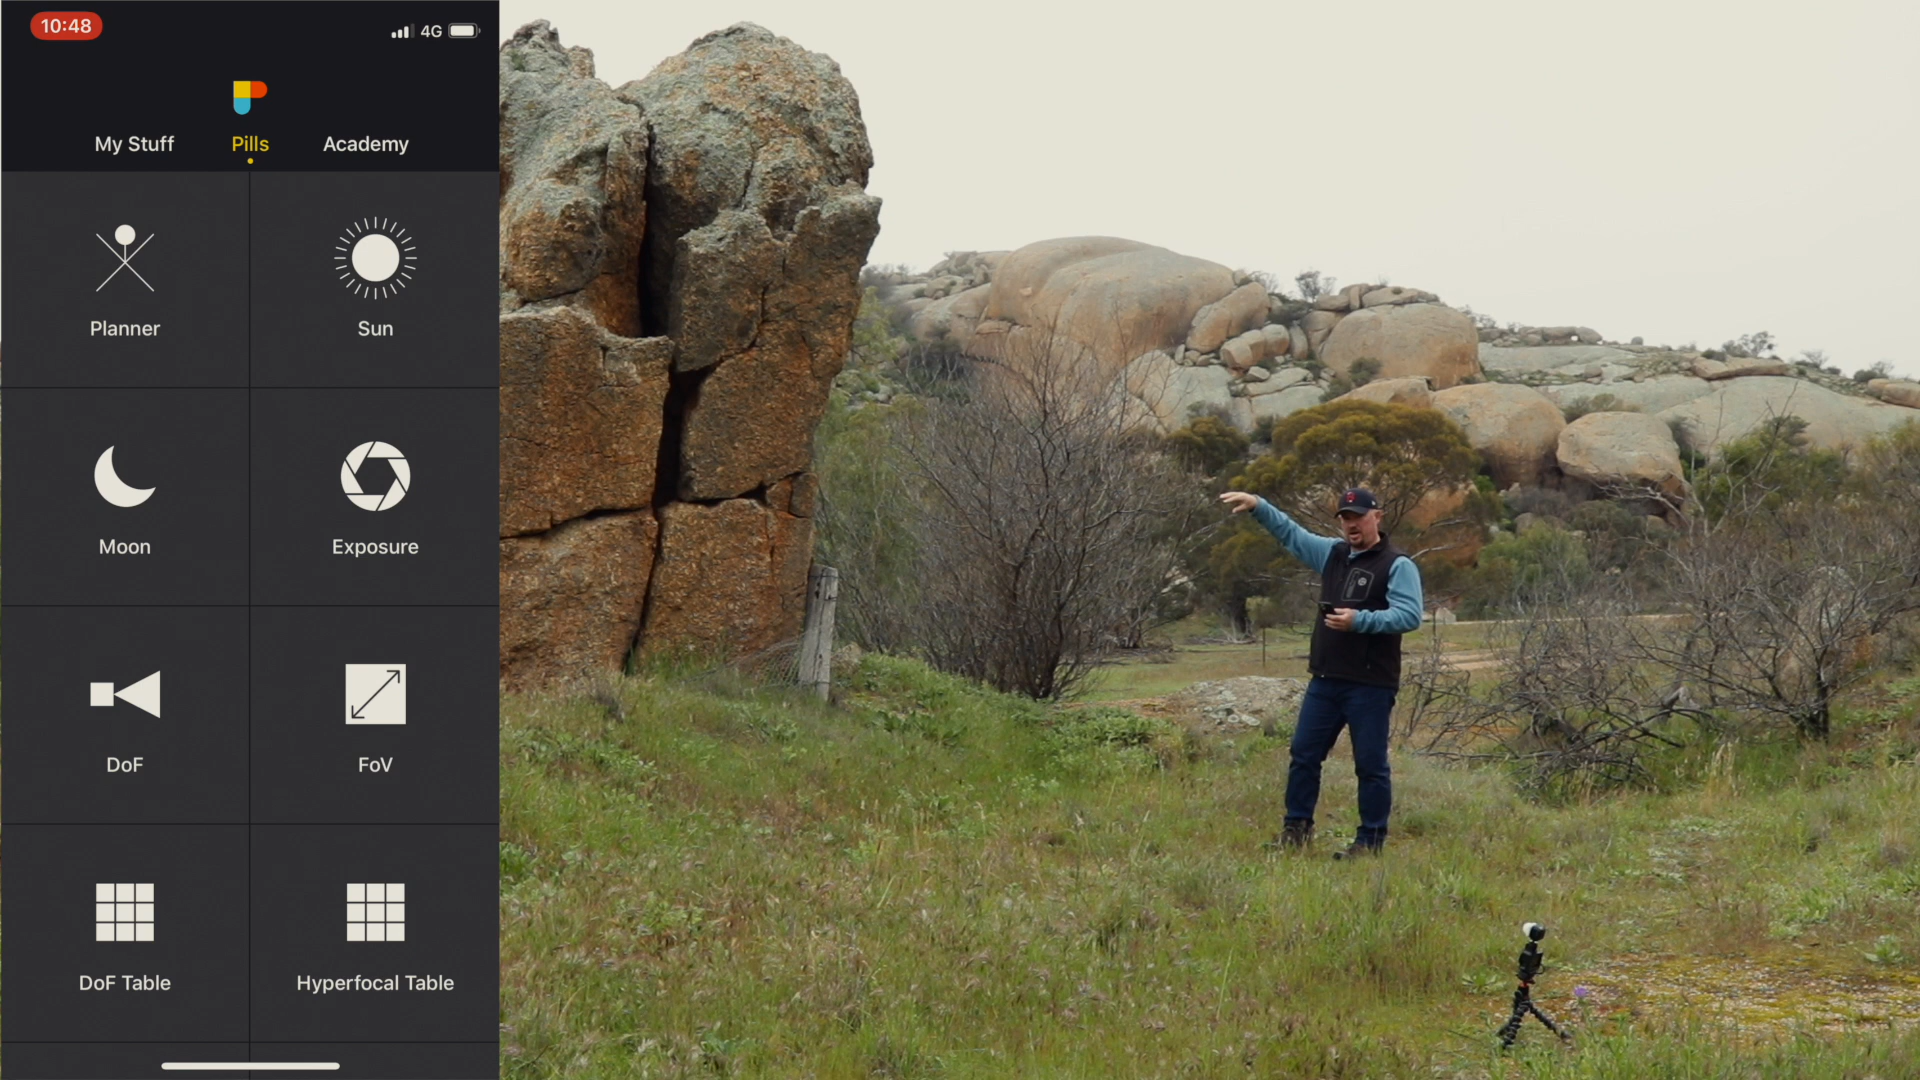 10:48
4G
My Stuff
Pills
Academy
Planner
Sun
Moon
Exposure
DoF
FoV
DoF Table
Hyperfocal Table